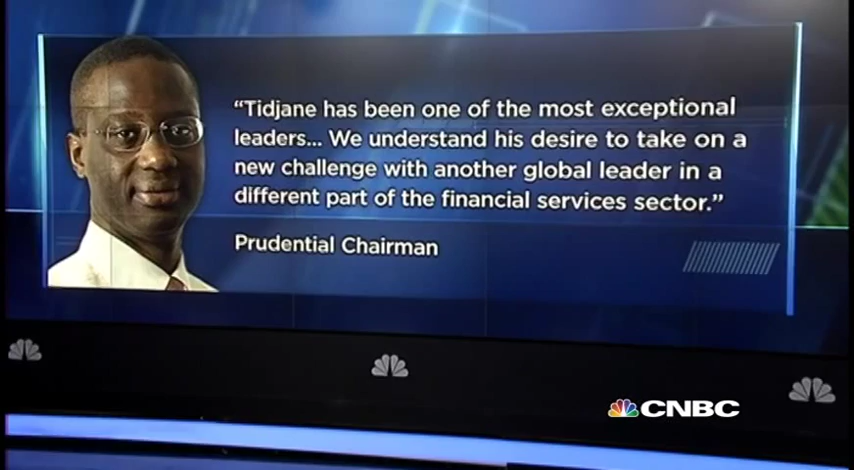 “Tidjane has been one of the most exceptional
leaders... We understand his desire to take on a
new challenge with another global leader in a
different part of the financial services sector.”
Prudential Chairman
CNBC